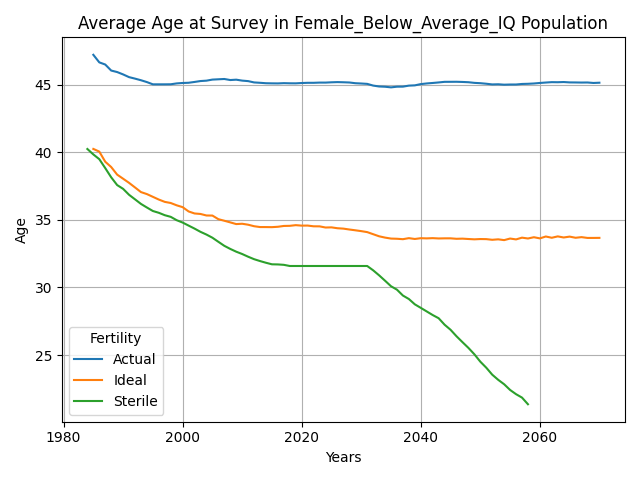 Average Age at Survey in Female_Below_Average_IQ Population
Age
45
40
35
30
25
Fertility
Actual
Ideal
Sterile
1980
2000
2020
2040
2060
Years